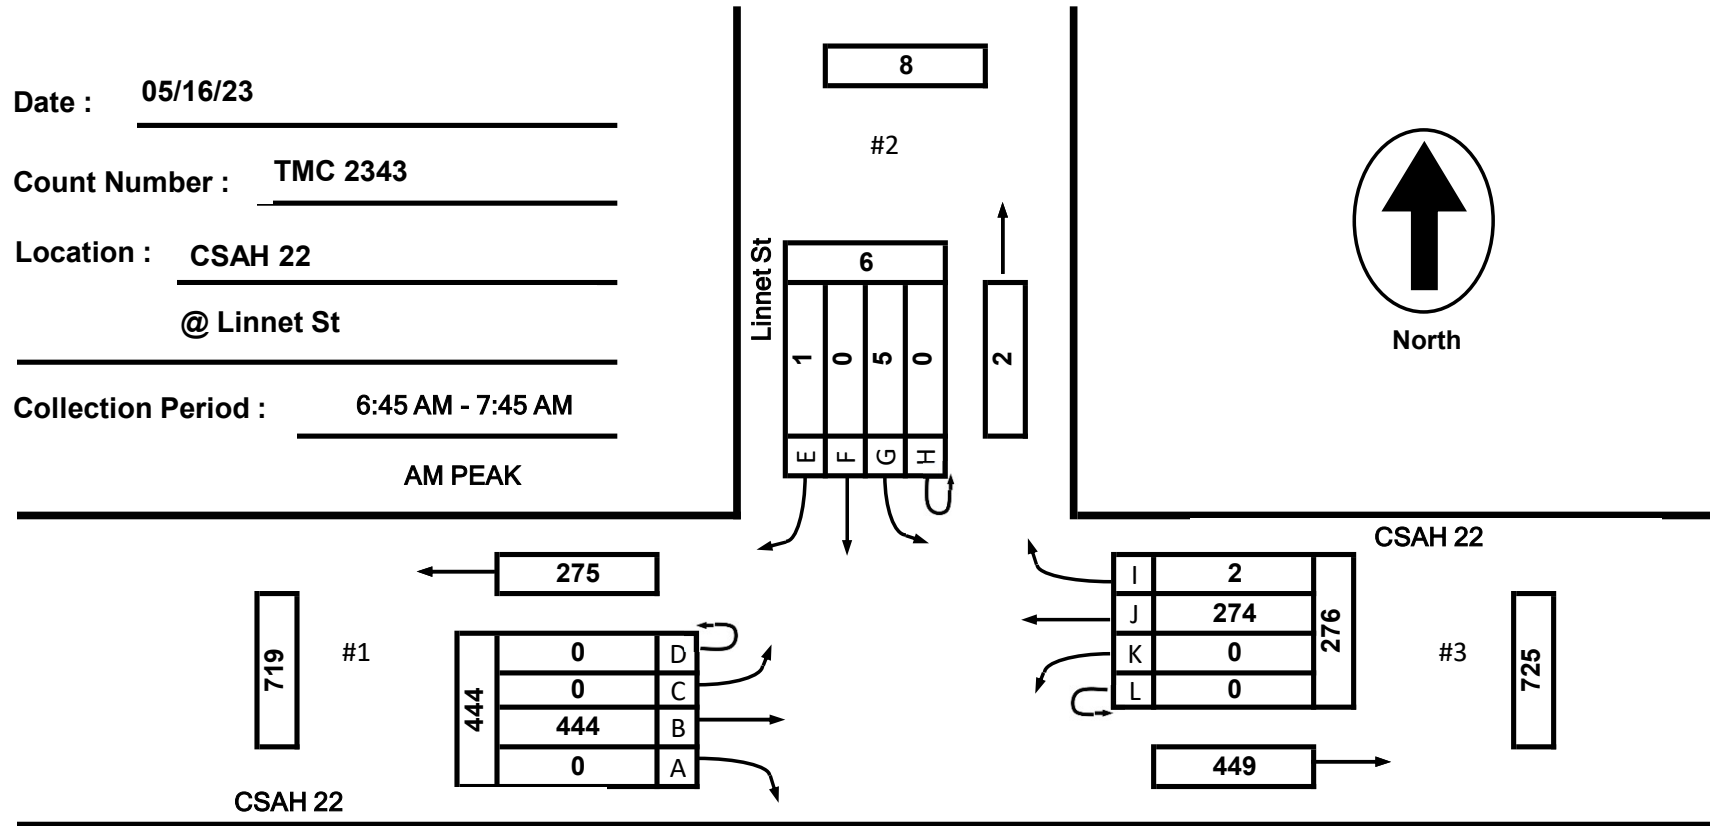 Date : 05/16/23
Count Number : TMC 2343
Location : CSAH 22
@ Linnet St
Collection Period : 6:45 AM - 7:45 AM
AM PEAK
8
#2
Linnet St
6
1 0 5 0
E F G H
2
North
CSAH 22
275
719
#1
444
0 D
0 C
444 B
0 A
CSAH 22
I 2
J 274
K 0
L 0
276
#3
725
449